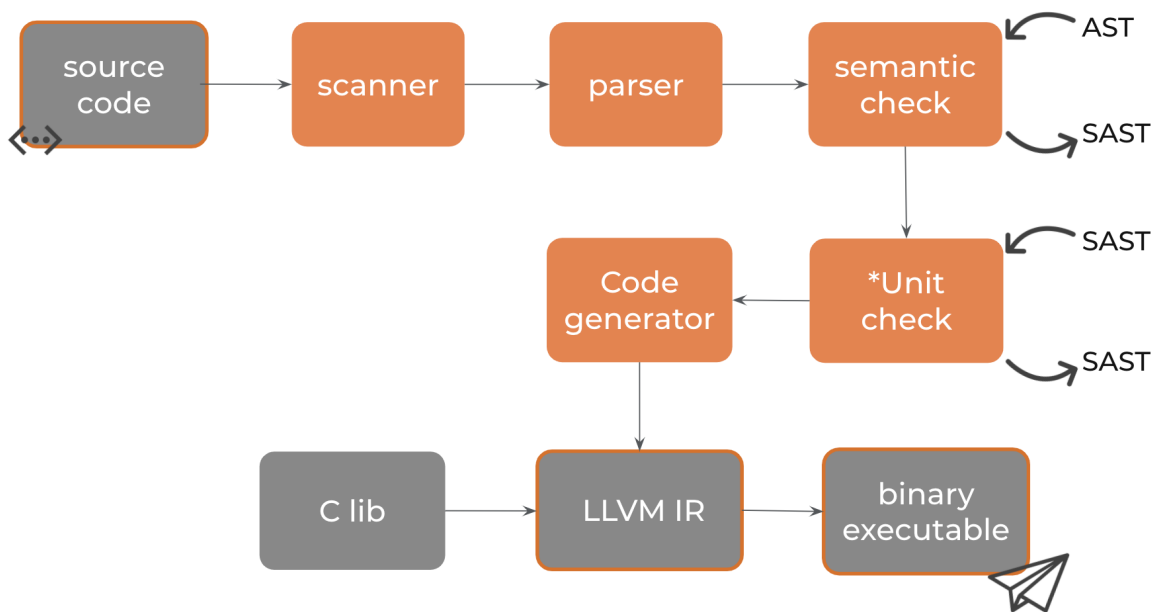 source
code
scanner
parser
semantic
check
AST
SAST
Code
generator
*Unit
check
SAST
SAST
C lib
LLVM IR
binary
executable